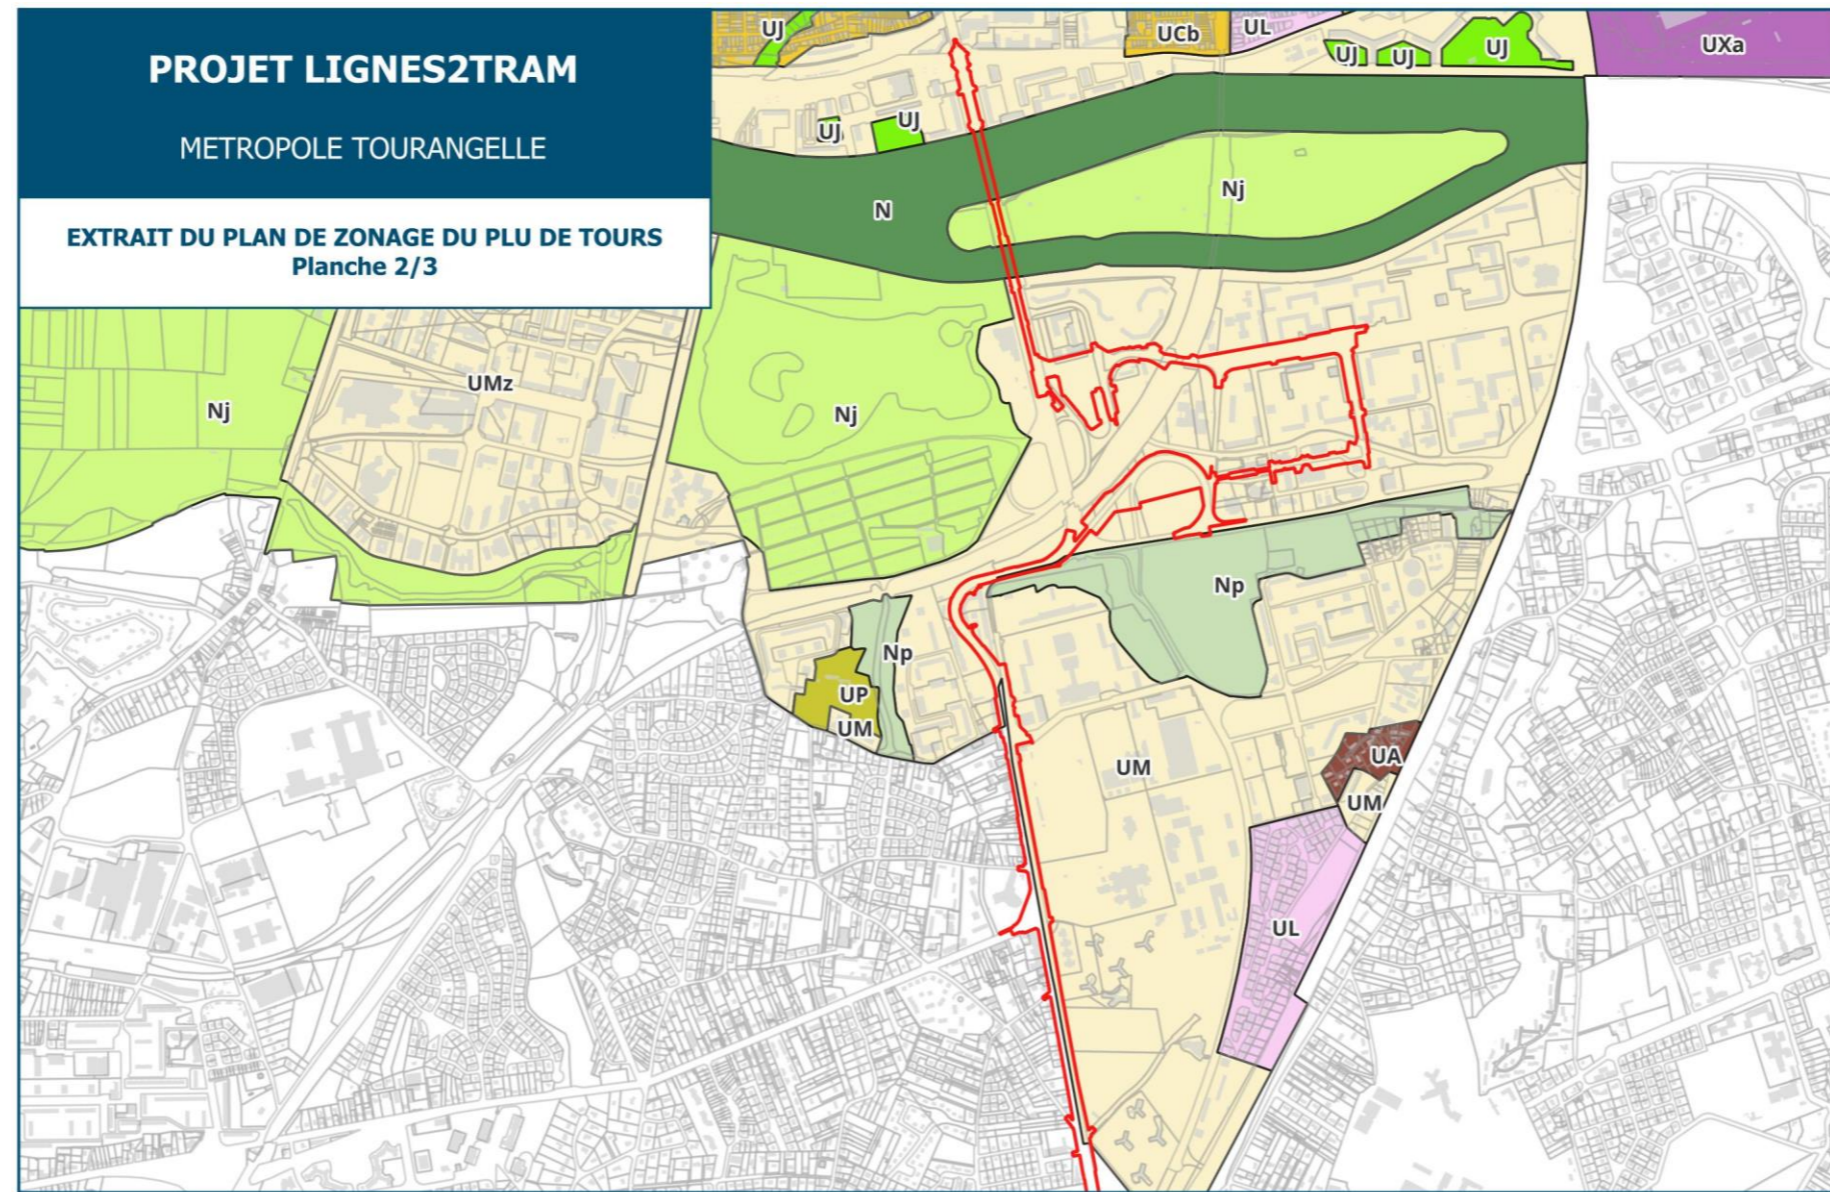 PROJET LIGNES2TRAM
METROPOLE TOURANGELLE
EXTRAIT DU PLAN DE ZONAGE DU PLU DE TOURS
Planche 2/3
UJ
UCb
UL
UJ
UJ
UJ
UXa
UJ
UJ
N
Nj
UMz
Nj
Nj
Np
Np
UP
UM
UM
UA
UM
UL